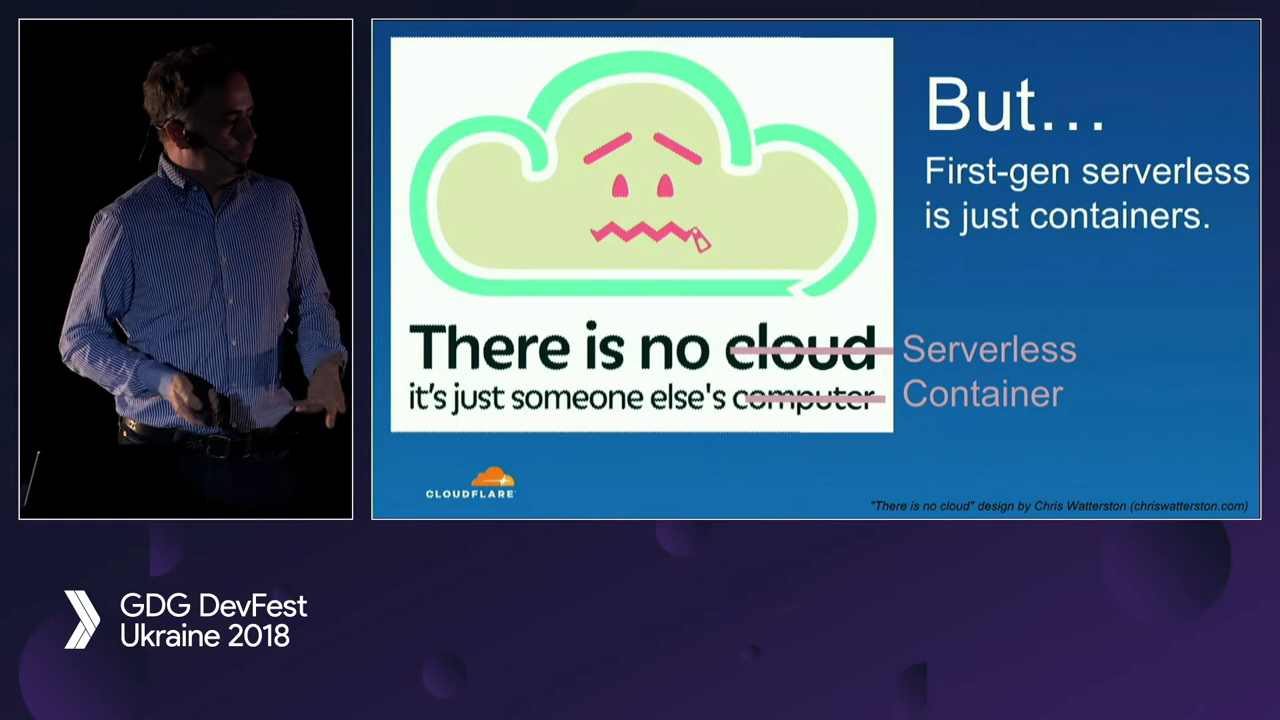 But…
First-gen serverless
is just containers.
There is no cloud Serverless
it's just someone else's computer Container
CLOUDFLARE
"There is no cloud" design by Chris Watterston (chriswatterston.com)
GDG DevFest
Ukraine 2018